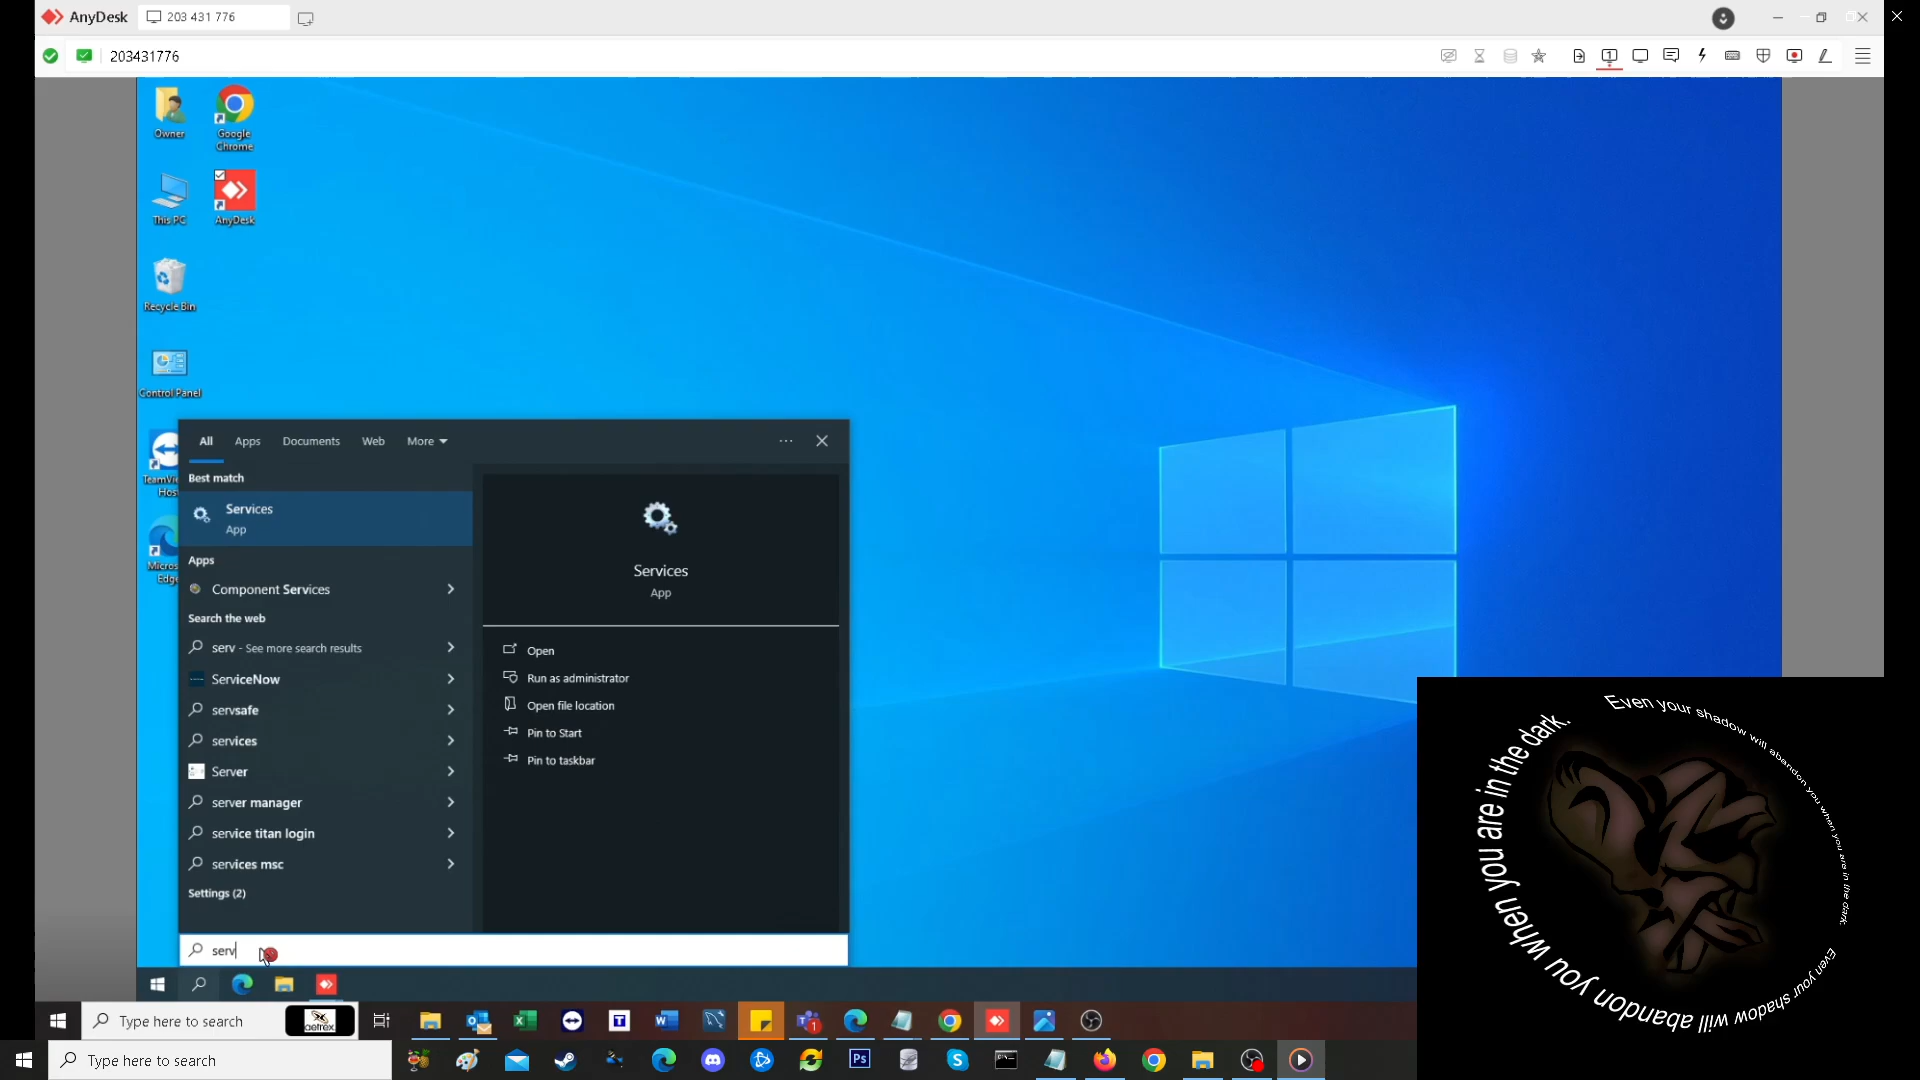 AnyDesk
203 431 776
203431776
Owner
Google
Chrome
This PC
AnyDesk
Recycle Bin
Control Panel
All
Apps
Documents
Web
More
Best match
Services
App
Apps
Component Services
Search the web
serv - See more search results
ServiceNow
servsafe
services
Server
server manager
service titan login
services msc
Settings (2)
Services
App
Open
Run as administrator
Open file location
Pin to Start
Pin to taskbar
serv
Even your shadow will abandon you when you are in the dark.
Even your shadow will abandon you when you are in the dark.
Type here to search
aetrex
T
1
Type here to search
Ps